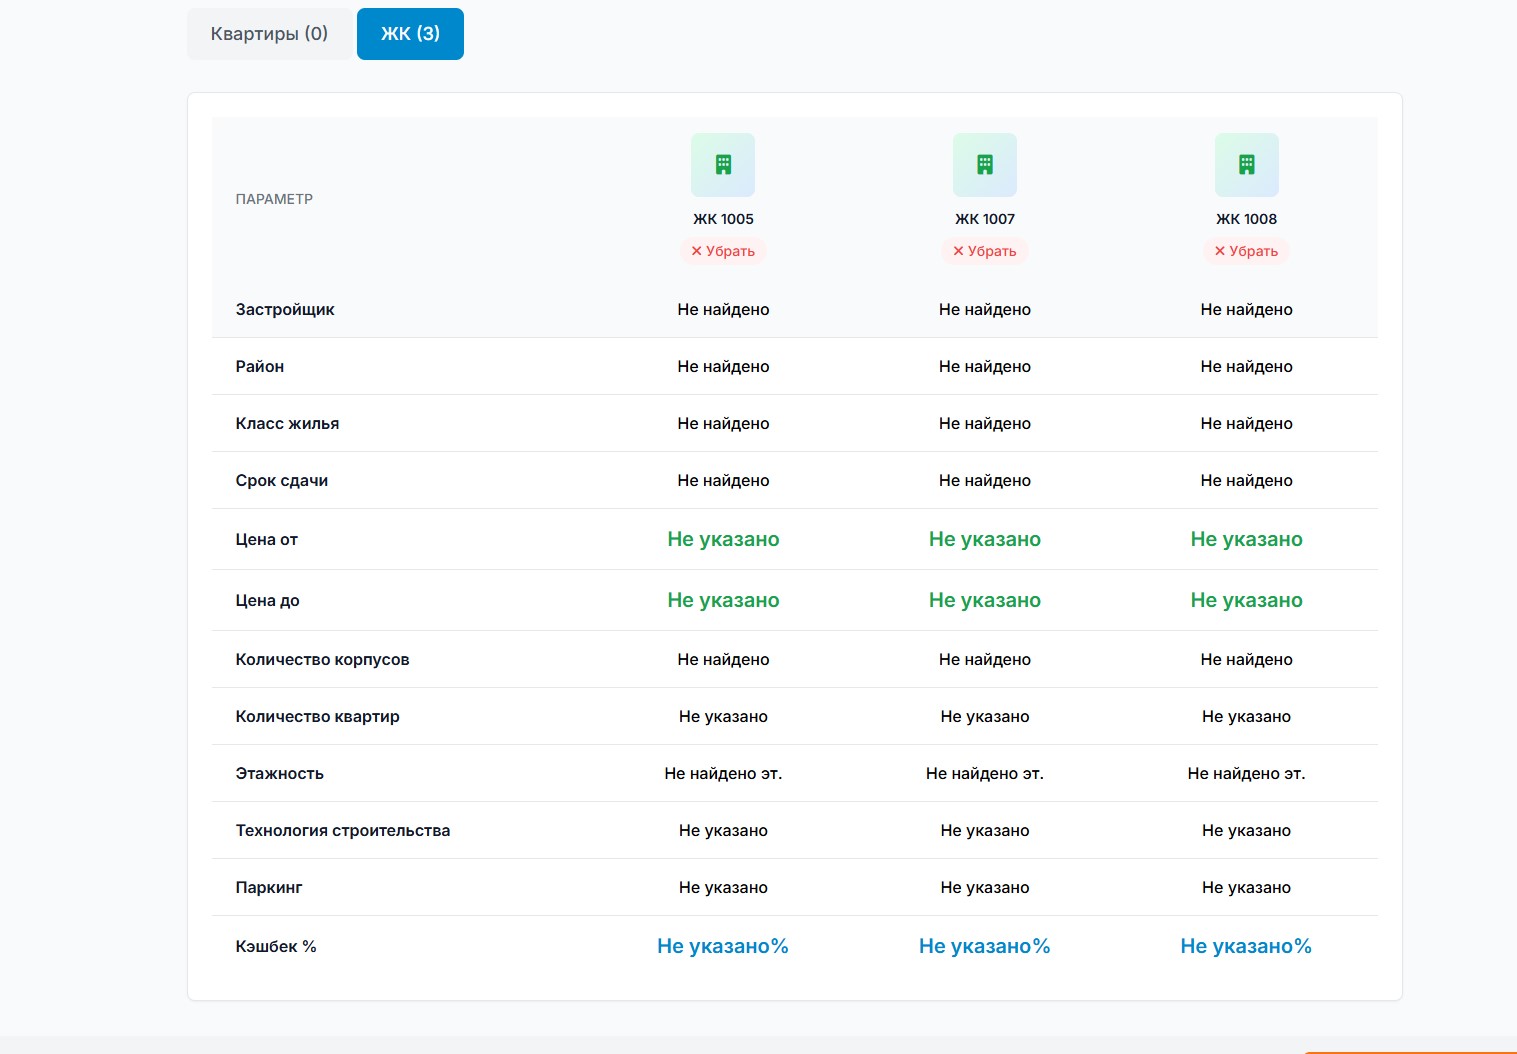 Квартиры (0) ЖК (3)
ПАРАМЕТР ЖК 1005 ЖК 1007 ЖК 1008
✕ Убрать ✕ Убрать ✕ Убрать
Застройщик Не найдено Не найдено Не найдено
Район Не найдено Не найдено Не найдено
Класс жилья Не найдено Не найдено Не найдено
Срок сдачи Не найдено Не найдено Не найдено
Цена от Не указано Не указано Не указано
Цена до Не указано Не указано Не указано
Количество корпусов Не найдено Не найдено Не найдено
Количество квартир Не указано Не указано Не указано
Этажность Не найдено эт. Не найдено эт. Не найдено эт.
Технология строительства Не указано Не указано Не указано
Паркинг Не указано Не указано Не указано
Кэшбек % Не указано% Не указано% Не указано%